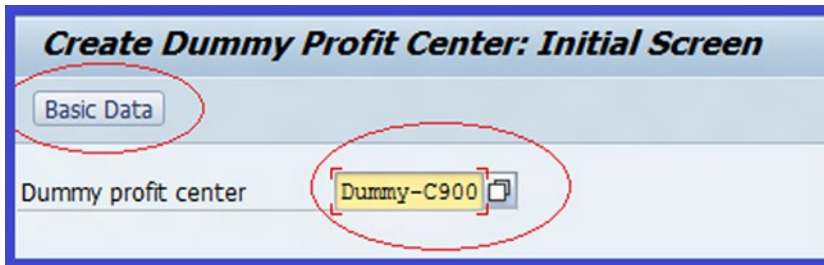 Create Dummy Profit Center: Initial Screen
Basic Data
Dummy profit center Dummy-C900